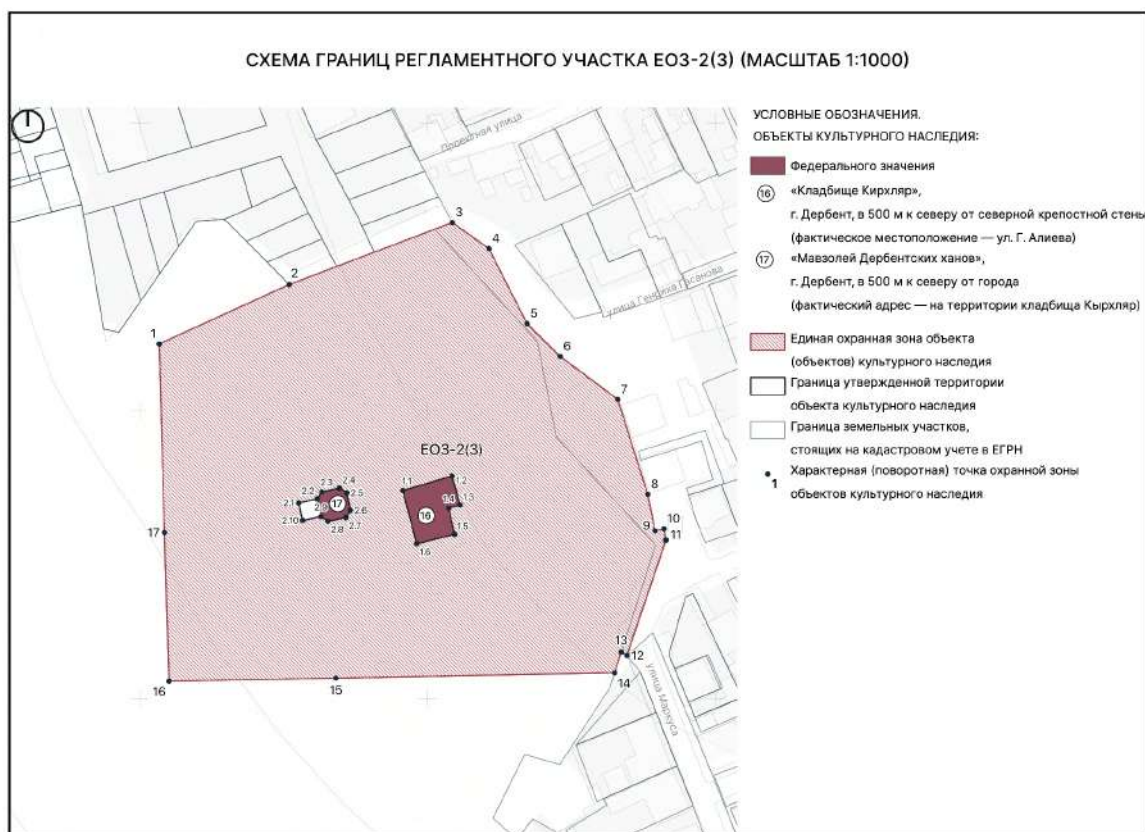 СХЕМА ГРАНИЦ РЕГЛАМЕНТНОГО УЧАСТКА ЕОЗ-2(3) (МАСШТАБ 1:1000)
УСЛОВНЫЕ ОБОЗНАЧЕНИЯ.
ОБЪЕКТЫ КУЛЬТУРНОГО НАСЛЕДИЯ:
Федерального значения
16
«Кладбище Кирхляр»,
г. Дербент, в 500 м к северу от северной крепостной стены
(фактическое местоположение — ул. Г. Алиева)
17
«Мавзолей Дербентских ханов»,
г. Дербент, в 500 м к северу от города
(фактический адрес — на территории кладбища Кырхляр)
Единая охранная зона объекта
(объектов) культурного наследия
Граница утвержденной территории
объекта культурного наследия
Граница земельных участков,
стоящих на кадастровом учете в ЕГРН
1
Характерная (поворотная) точка охранной зоны
объектов культурного наследия
Проектная улица
улица Генриха Гасанова
улица Маркуса
ЕОЗ-2(3)
1
2
3
4
5
6
7
8
9
10
11
12
13
14
15
16
17
1.1
1.2
1.3
1.4
1.5
1.6
16
2.1
2.2
2.3
2.4
2.5
2.6
2.7
2.8
2.9
2.10
17